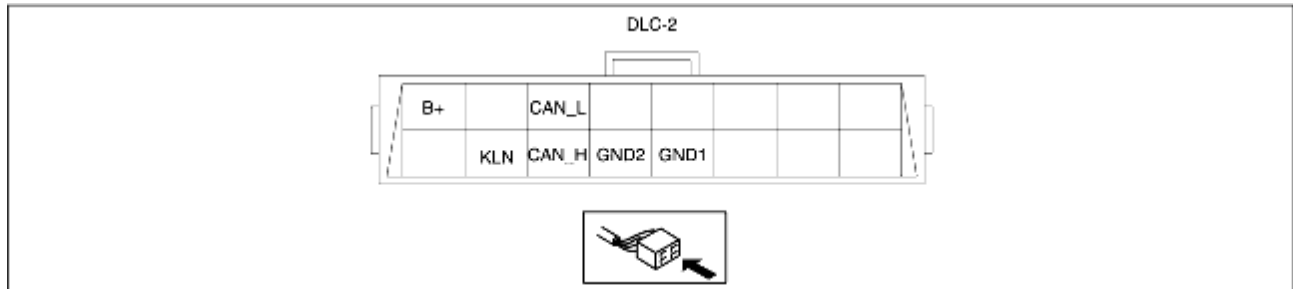 DLC-2
B+ CAN_L
KLN CAN_H GND2 GND1